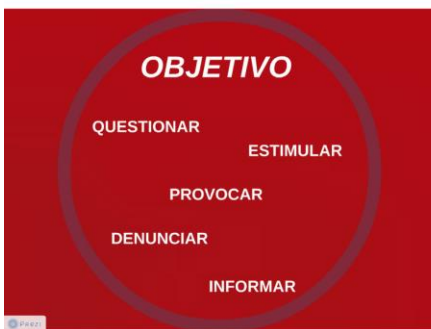 OBJETIVO
QUESTIONAR
ESTIMULAR
PROVOCAR
DENUNCIAR
INFORMAR
Prezi